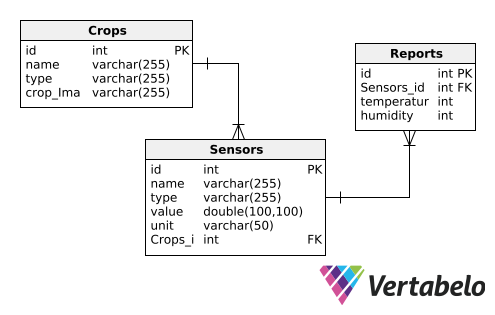 Crops
id int PK
name varchar(255)
type varchar(255)
crop_Ima varchar(255)
Reports
id int PK
Sensors_id int FK
temperatur int
humidity int
Sensors
id int PK
name varchar(255)
type varchar(255)
value double(100,100)
unit varchar(50)
Crops_i int FK
Vertabelo